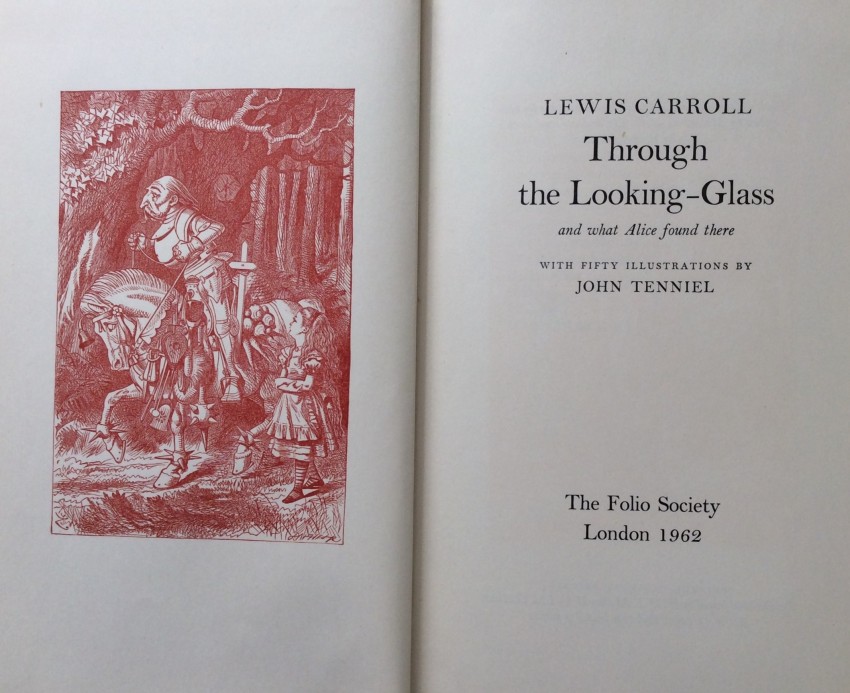 LEWIS CARROLL
Through
the Looking-Glass
and what Alice found there
WITH FIFTY ILLUSTRATIONS BY
JOHN TENNIEL
The Folio Society
London 1962